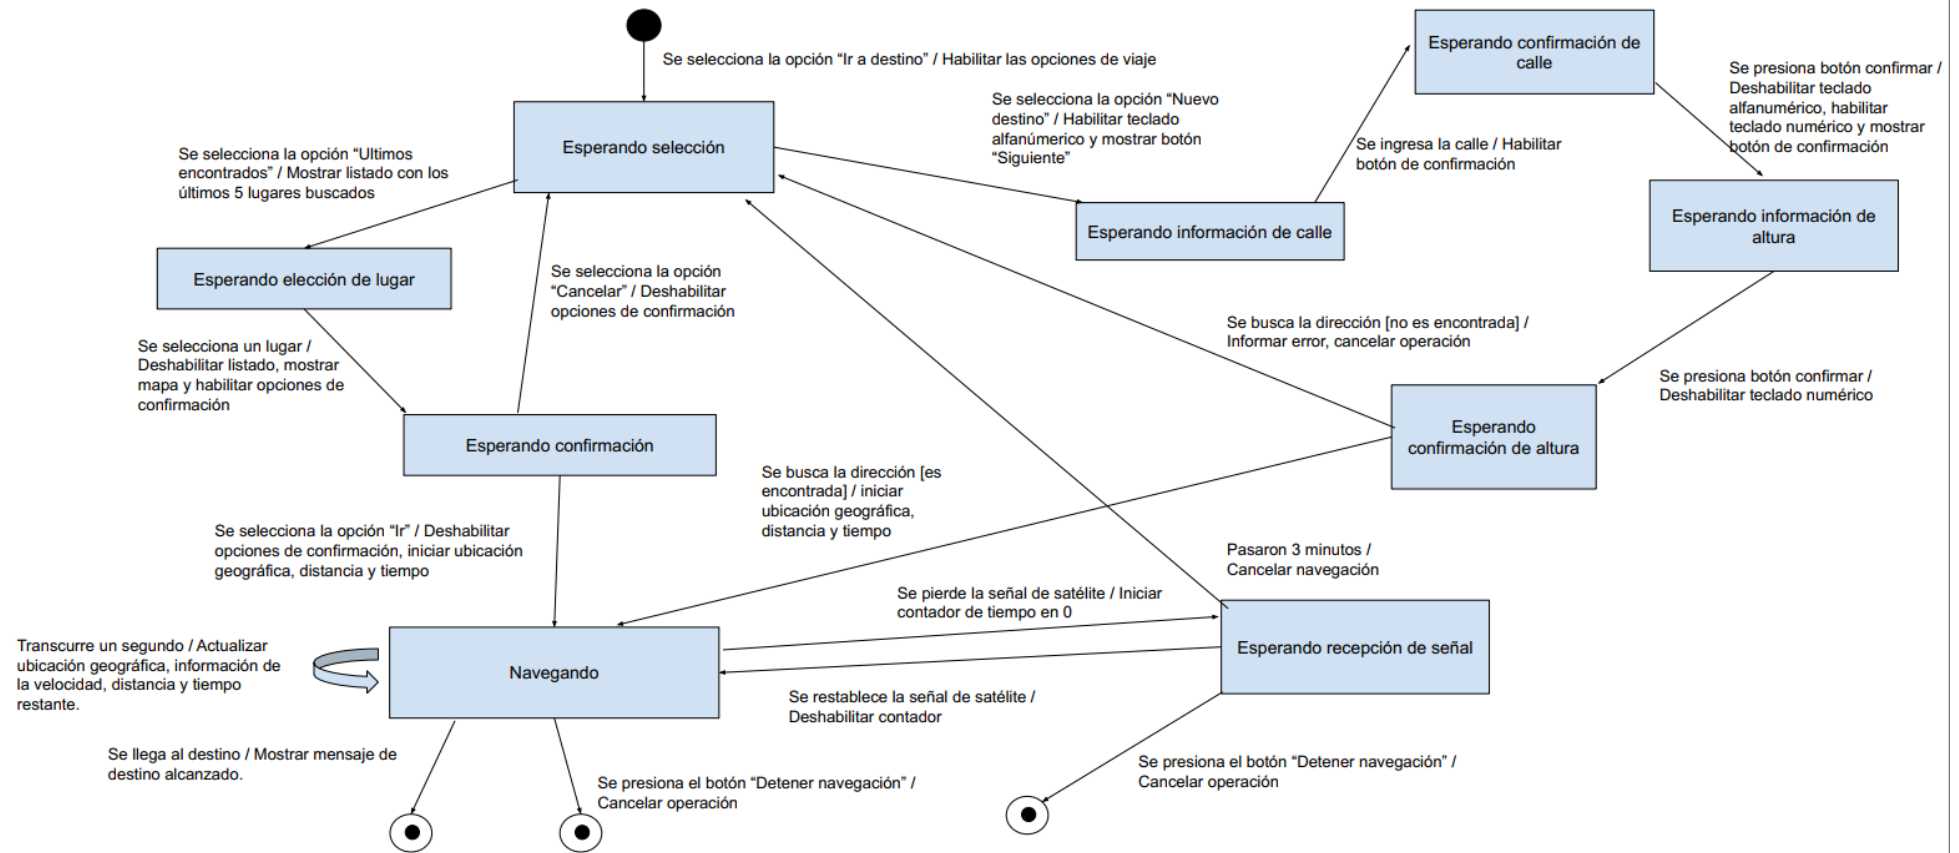 Se selecciona la opción “Ir a destino” / Habilitar las opciones de viaje
Esperando selección
Se selecciona la opción “Ultimos
encontrados” / Mostrar listado con los
últimos 5 lugares buscados
Se selecciona la opción “Nuevo
destino” / Habilitar teclado
alfanúmerico y mostrar botón
“Siguiente”
Esperando confirmación de
calle
Se presiona botón confirmar /
Deshabilitar teclado
alfanumérico, habilitar
teclado numérico y mostrar
botón de confirmación
Se ingresa la calle / Habilitar
botón de confirmación
Esperando información de calle
Esperando información de
altura
Esperando elección de lugar
Se selecciona la opción
“Cancelar” / Deshabilitar
opciones de confirmación
Se selecciona un lugar /
Deshabilitar listado, mostrar
mapa y habilitar opciones de
confirmación
Se busca la dirección [no es encontrada] /
Informar error, cancelar operación
Se presiona botón confirmar /
Deshabilitar teclado numérico
Esperando confirmación
Esperando
confirmación de altura
Se busca la dirección [es
encontrada] / iniciar
ubicación geográfica,
distancia y tiempo
Se selecciona la opción “Ir” / Deshabilitar
opciones de confirmación, iniciar ubicación
geográfica, distancia y tiempo
Pasaron 3 minutos /
Cancelar navegación
Se pierde la señal de satélite / Iniciar
contador de tiempo en 0
Transcurre un segundo / Actualizar
ubicación geográfica, información de
la velocidad, distancia y tiempo
restante.
Navegando
Esperando recepción de señal
Se restablece la señal de satélite /
Deshabilitar contador
Se llega al destino / Mostrar mensaje de
destino alcanzado.
Se presiona el botón “Detener navegación” /
Cancelar operación
Se presiona el botón “Detener navegación” /
Cancelar operación